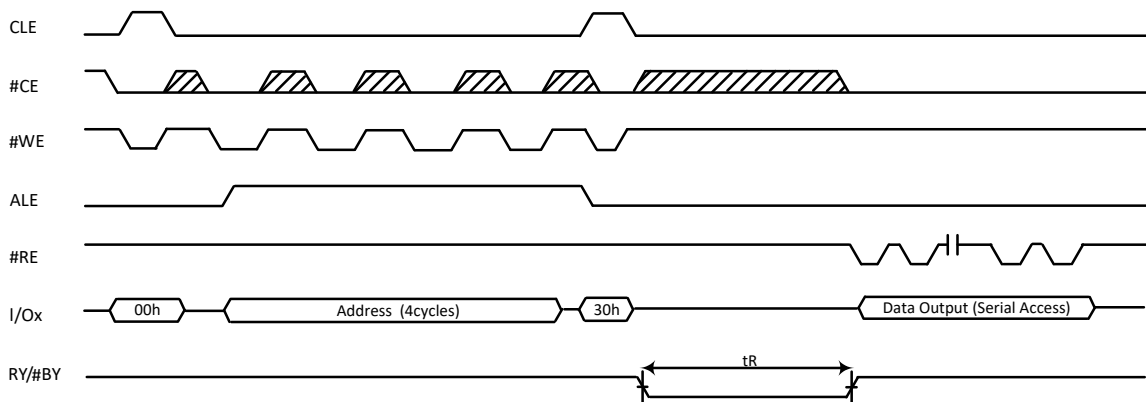 CLE
#CE
#WE
ALE
#RE
I/Ox 00h Address (4cycles) 30h Data Output (Serial Access)
RY/#BY tR